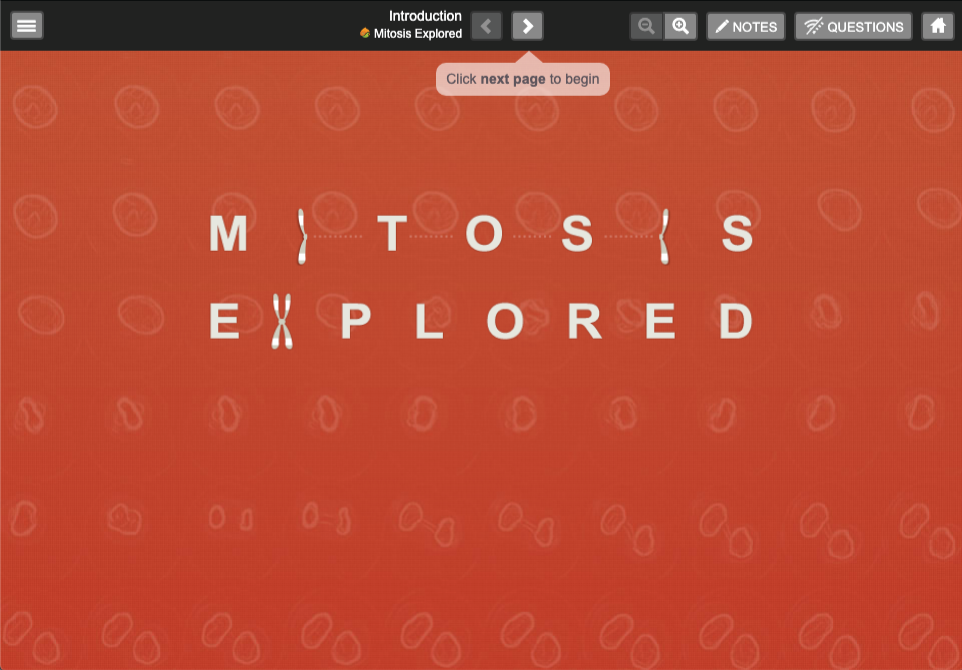 Introduction
Mitosis Explored
NOTES
QUESTIONS
Click next page to begin
M T O S S
E P L O R E D